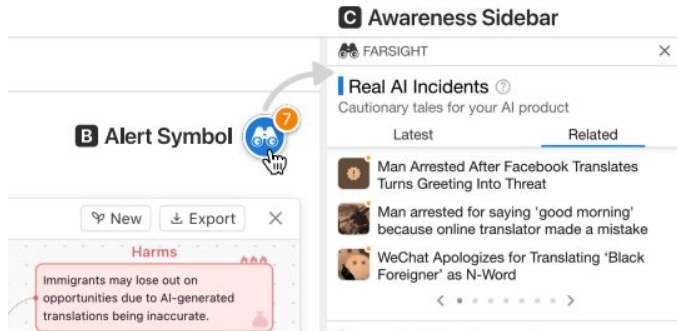 C Awareness Sidebar
FARSIGHT
Real AI Incidents ?
Cautionary tales for your AI product
Latest Related
Man Arrested After Facebook Translates
Turns Greeting Into Threat
Man arrested for saying 'good morning'
because online translator made a mistake
WeChat Apologizes for Translating ‘Black
Foreigner’ as N-Word
B Alert Symbol
7
New Export
Harms
Immigrants may lose out on
opportunities due to AI-generated
translations being inaccurate.